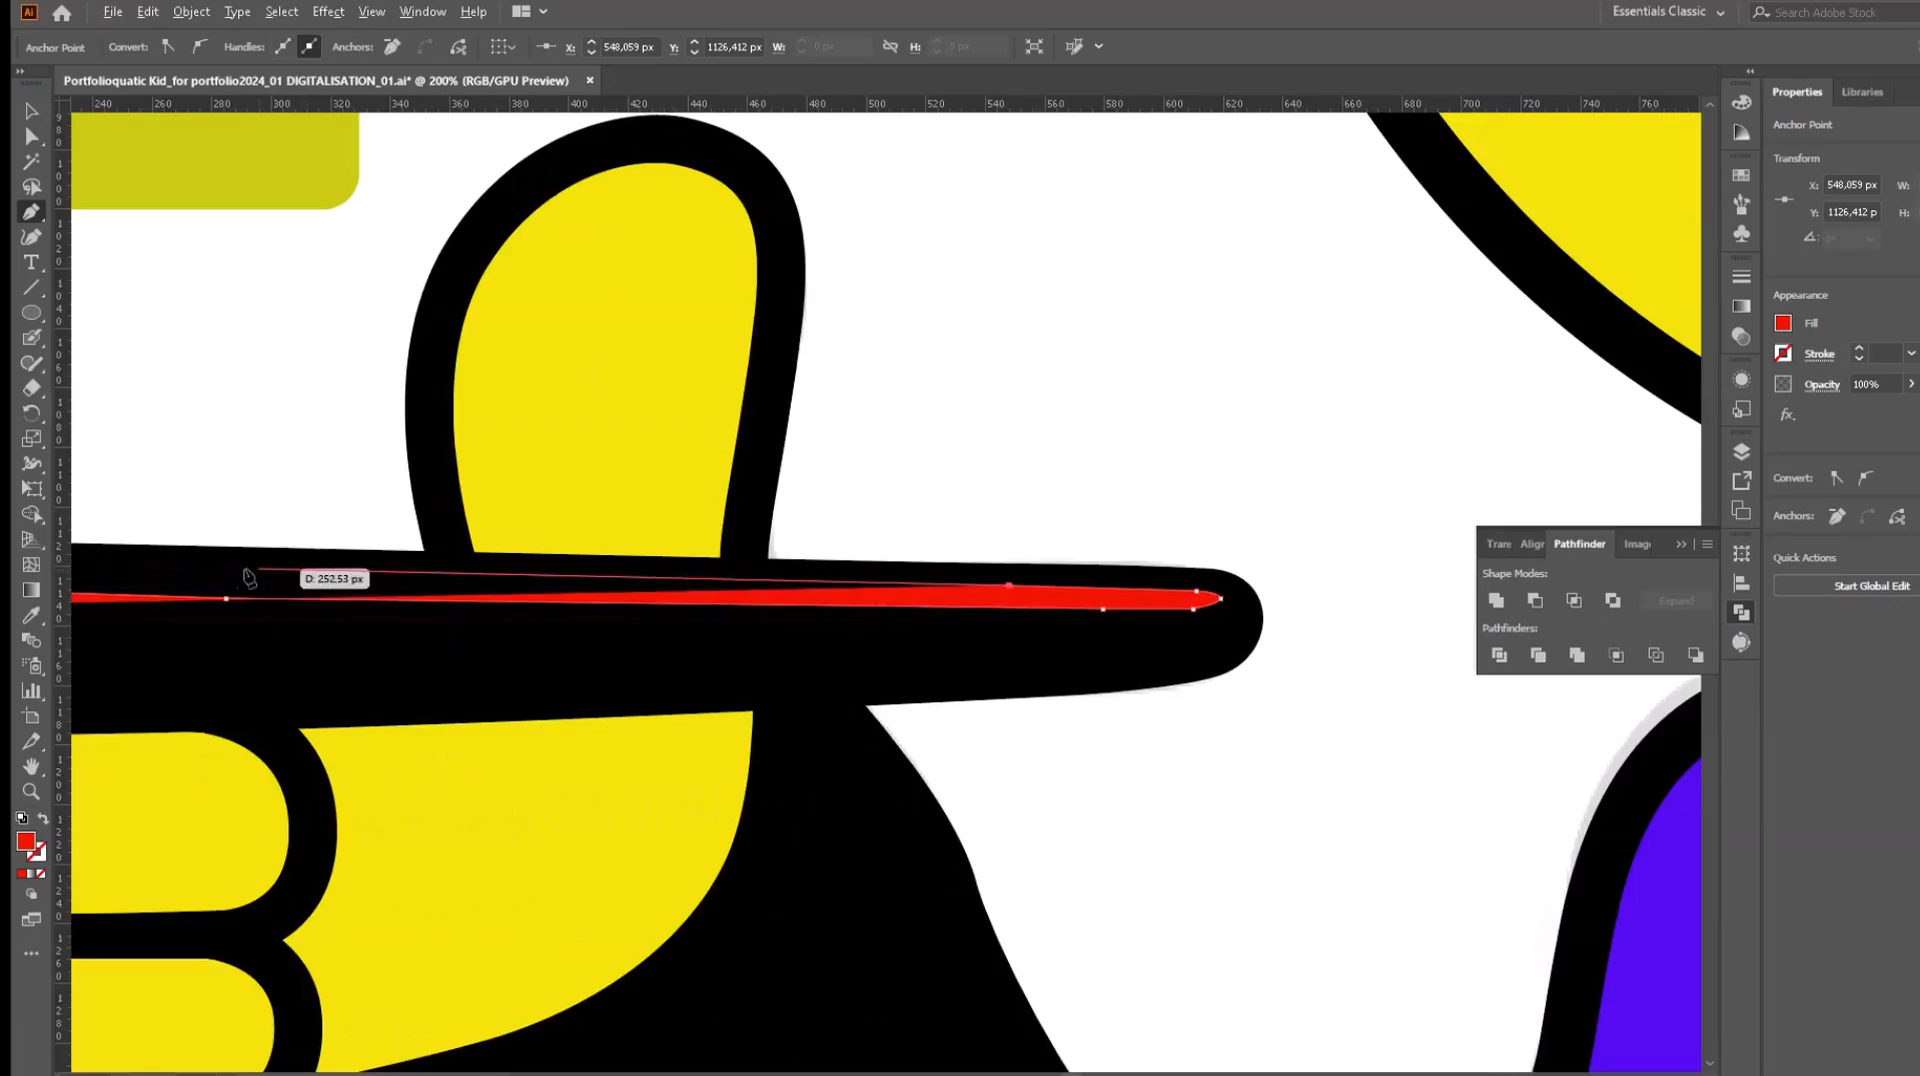 Ai File Edit Object Type Select Effect View Window Help Essentials Classic Search Adobe Stock
Anchor Point Convert: Handles: Anchors: X: 548,059 px Y: 1126,412 px W: 0 px H: 0 px
Portfolioquatic Kid_for portfolio2024_01 DIGITALISATION_01.ai* @ 200% (RGB/GPU Preview)
240 260 280 300 320 340 360 380 400 420 440 460 480 500 520 540 560 580 600 620 640 660 680 700 720 740 760
Properties Libraries
Anchor Point
Transform
X: 548,059 px W:
Y: 1126,412 p H:
0°
Appearance
Fill
Stroke
Opacity 100%
fx.
Convert:
Anchors:
Quick Actions
Start Global Edit
Trans Align Pathfinder Imag
Shape Modes:
Expand
Pathfinders:
D: 252.53 px